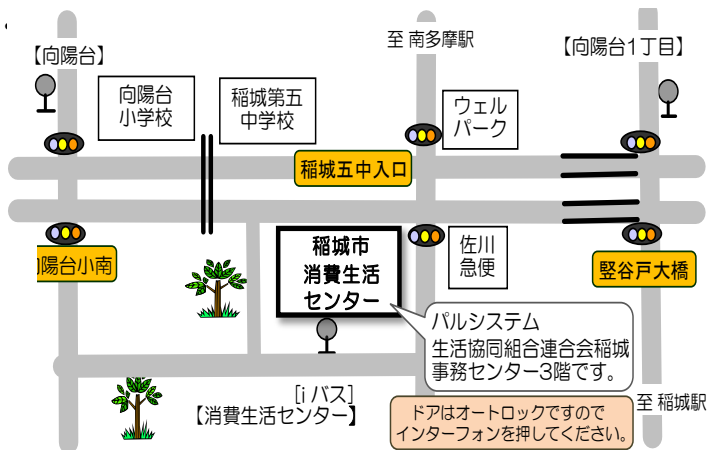 至 南多摩駅
【向陽台】
【向陽台1丁目】
向陽台
小学校
稲城第五
中学校
ウェル
パーク
稲城五中入口
稲城市
消費生活
センター
佐川
急便
陽台小南
竪谷戸大橋
パルシステム
生活協同組合連合会稲城
事務センター3階です。
[i バス]
【消費生活センター】
ドアはオートロックですので
インターフォンを押してください。
至 稲城駅